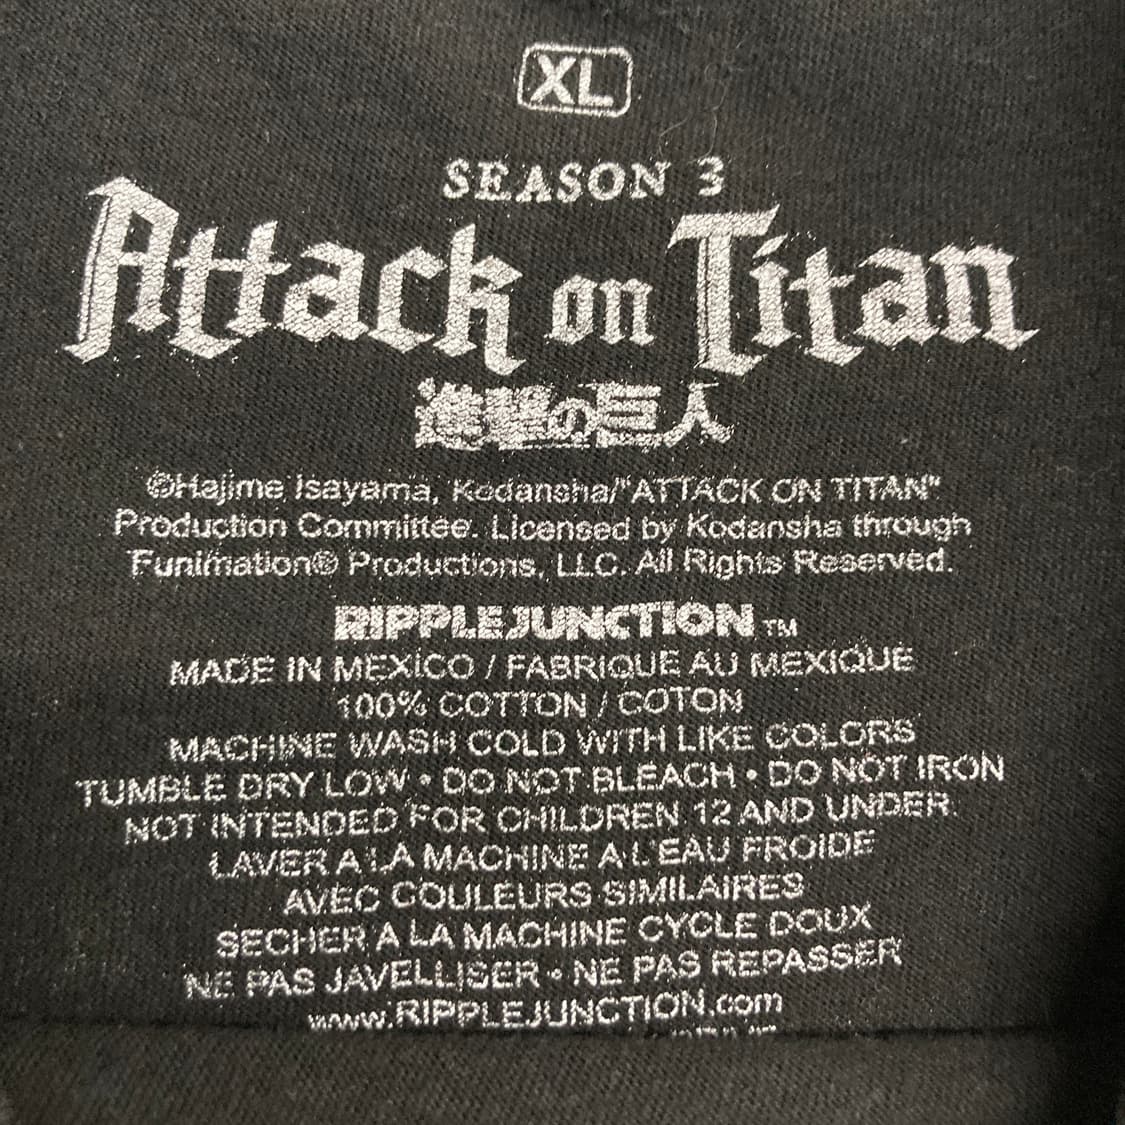 XL
SEASON 3
Attack on Titan
進撃の巨人
©Hajime Isayama, Kodansha/"ATTACK ON TITAN"
Production Committee. Licensed by Kodansha through
Funimation® Productions, LLC. All Rights Reserved.
RIPPLEJUNCTION TM
MADE IN MEXICO / FABRIQUE AU MEXIQUE
100% COTTON / COTON
MACHINE WASH COLD WITH LIKE COLORS
TUMBLE DRY LOW • DO NOT BLEACH • DO NOT IRON
NOT INTENDED FOR CHILDREN 12 AND UNDER.
LAVER A LA MACHINE A L EAU FROIDE
AVEC COULEURS SIMILAIRES
SECHER A LA MACHINE CYCLE DOUX
NE PAS JAVELLISER • NE PAS REPASSER
www.RIPPLEJUNCTION.com